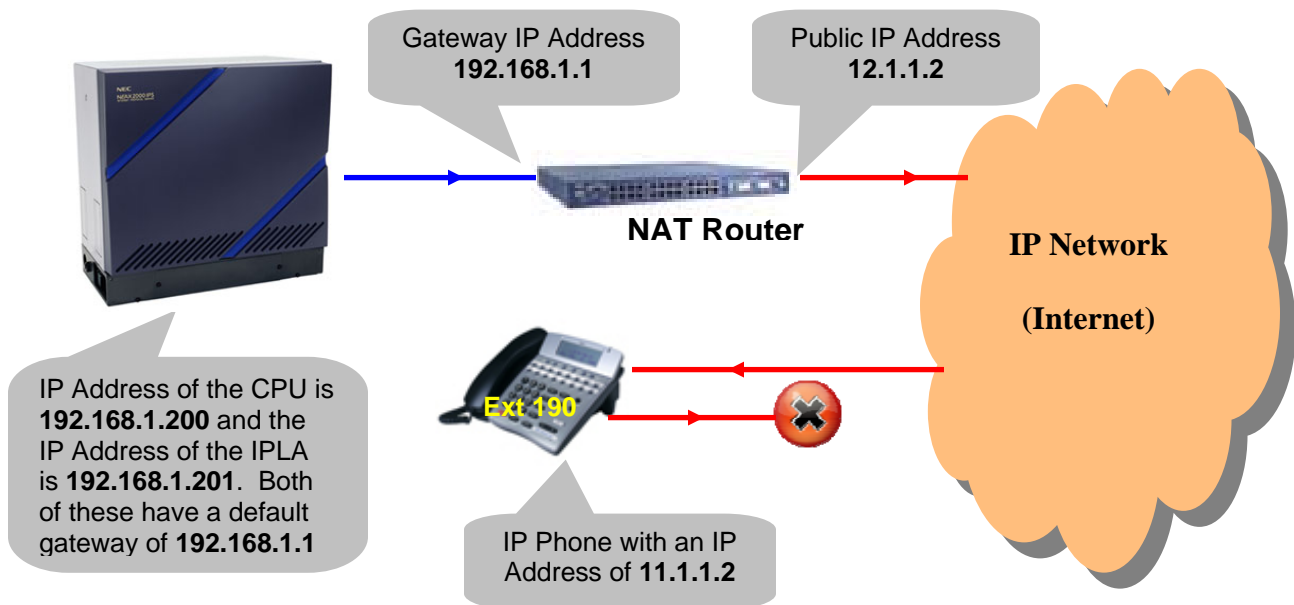 Gateway IP Address
192.168.1.1
Public IP Address
12.1.1.2
NEC
NEAX2000 IPS
NAT Router
IP Network
(Internet)
Ext 190
IP Address of the CPU is
192.168.1.200 and the
IP Address of the IPLA
is 192.168.1.201. Both
of these have a default
gateway of 192.168.1.1
IP Phone with an IP
Address of 11.1.1.2